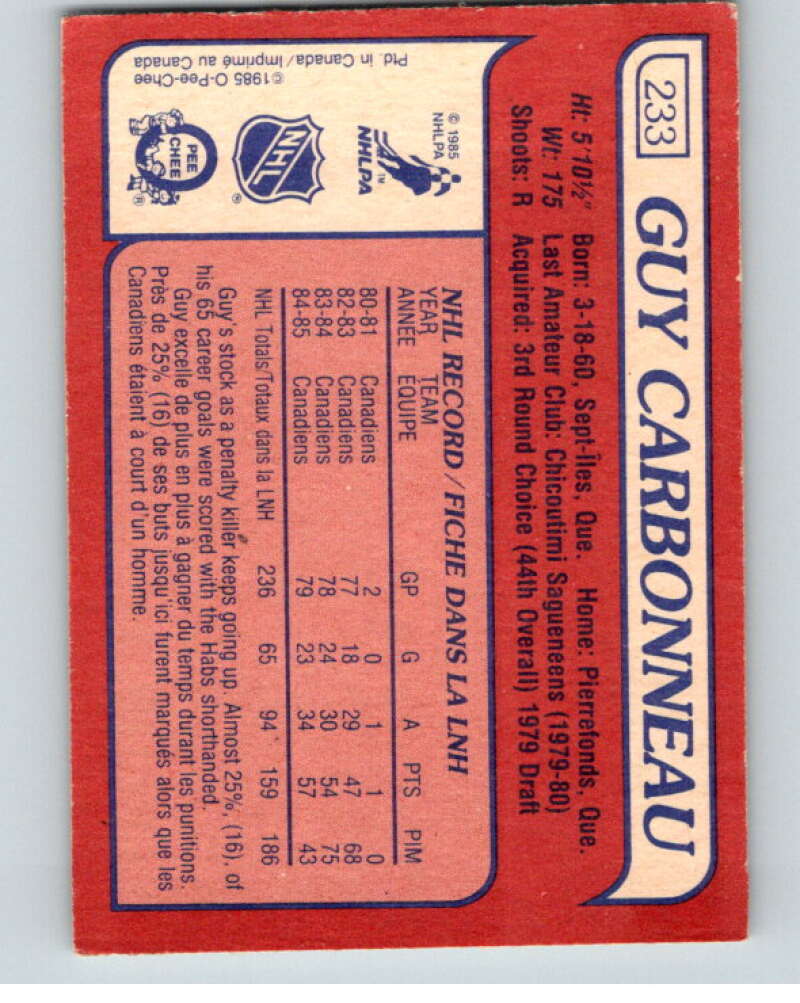 233
GUY CARBONNEAU
Ht: 5'10½" Born: 3-18-60, Sept-Îles, Que. Home: Pierrefonds, Que.
Wt: 175 Last Amateur Club: Chicoutimi Sagueneens (1979-80)
Shoots: R Acquired: 3rd Round Choice (44th Overall) 1979 Draft
© 1985
NHLPA
TM
NHLPA
NHL
®
O
PEE
CHEE
®
©1985 O-Pee-Chee
Ptd. in Canada/Imprimé au Canada
NHL RECORD/FICHE DANS LA LNH
YEAR TEAM
ANNÉE ÉQUIPE GP G A PTS PIM
80-81 Canadiens 2 0 1 1 0
82-83 Canadiens 77 18 29 47 68
83-84 Canadiens 78 24 30 54 75
84-85 Canadiens 79 23 34 57 43
NHL Totals/Totaux dans la LNH 236 65 94 159 186
Guy's stock as a penalty killer keeps going up. Almost 25%, (16), of
his 65 career goals were scored with the Habs shorthanded.
Guy excelle de plus en plus à gagner du temps durant les punitions.
Près de 25% (16) de ses buts jusqu'ici furent marqués alors que les
Canadiens étaient à court d'un homme.